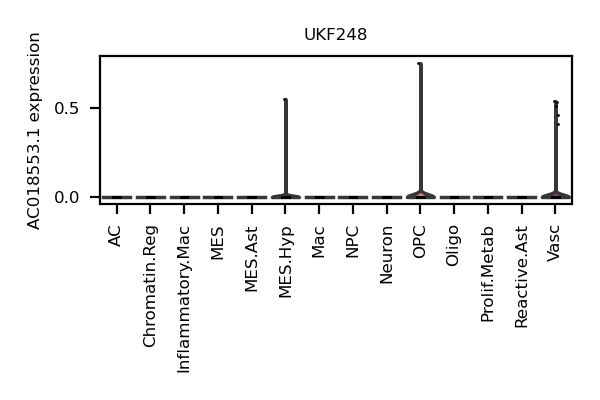 UKF248
AC018553.1 expression
0.5
0.0
AC
Chromatin.Reg
Inflammatory.Mac
MES
MES.Ast
MES.Hyp
Mac
NPC
Neuron
OPC
Oligo
Prolif.Metab
Reactive.Ast
Vasc